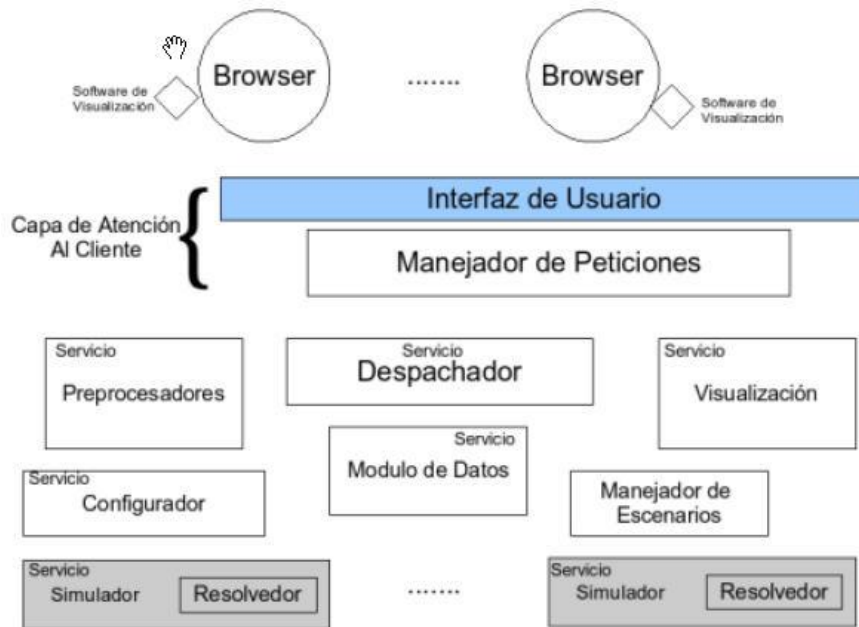 Browser
.......
Browser
Software de
Visualización
Software de
Visualización
Interfaz de Usuario
Capa de Atención
Al Cliente
Manejador de Peticiones
Servicio
Preprocesadores
Servicio
Despachador
Servicio
Visualización
Servicio
Modulo de Datos
Servicio
Configurador
Manejador de
Escenarios
Servicio
Simulador
Resolvedor
.......
Servicio
Simulador
Resolvedor